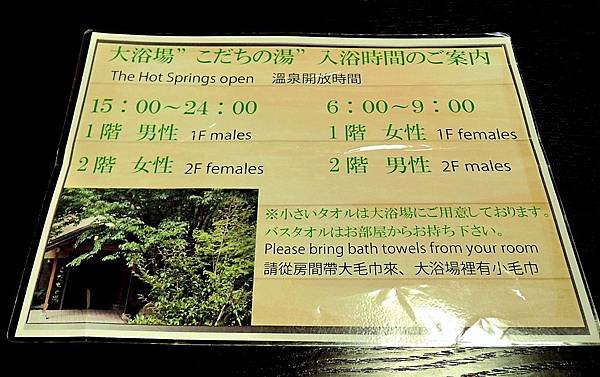 大浴場”こだちの湯”入浴時間のご案内
The Hot Springs open 溫泉開放時間
15：00～24：00 6：00～9：00
1階 男性 1F males 1階 女性 1F females
2階 女性 2F females 2階 男性 2F males
※小さいタオルは大浴場にご用意しております。
バスタオルはお部屋からお持ち下さい。
Please bring bath towels from your room
請從房間帶大毛巾來、大浴場裡有小毛巾